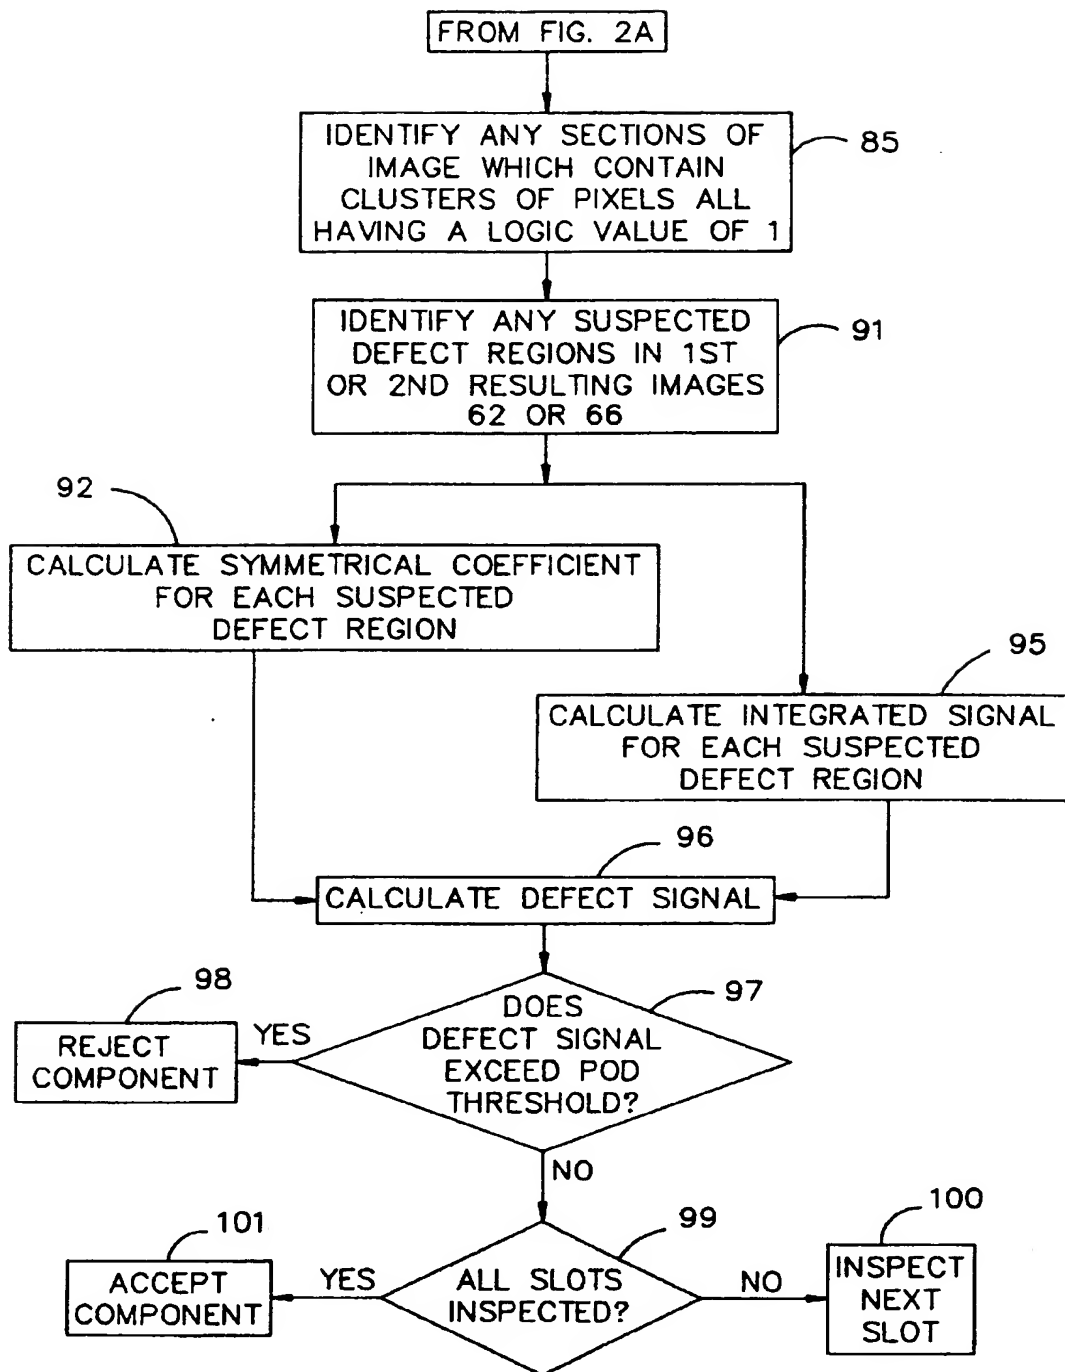 FROM FIG. 2A
IDENTIFY ANY SECTIONS OF
IMAGE WHICH CONTAIN
CLUSTERS OF PIXELS ALL
HAVING A LOGIC VALUE OF 1
85
IDENTIFY ANY SUSPECTED
DEFECT REGIONS IN 1ST
OR 2ND RESULTING IMAGES
62 OR 66
91
92
CALCULATE SYMMETRICAL COEFFICIENT
FOR EACH SUSPECTED
DEFECT REGION
95
CALCULATE INTEGRATED SIGNAL
FOR EACH SUSPECTED
DEFECT REGION
96
CALCULATE DEFECT SIGNAL
97
DOES
DEFECT SIGNAL
EXCEED POD
THRESHOLD?
YES
98
REJECT
COMPONENT
NO
99
ALL SLOTS
INSPECTED?
YES
101
ACCEPT
COMPONENT
NO
100
INSPECT
NEXT
SLOT